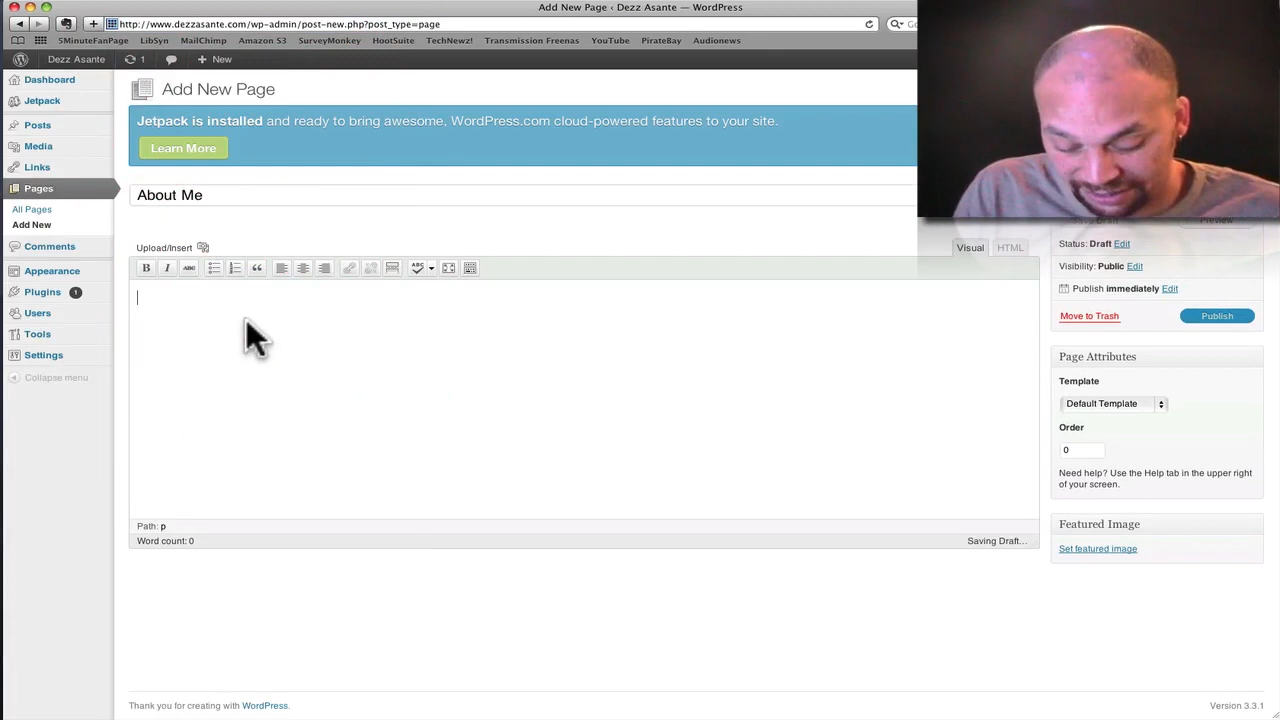 Add New Page ‹ Dezz Asante — WordPress
http://www.dezzasante.com/wp-admin/post-new.php?post_type=page
5MinuteFanPage LibSyn MailChimp Amazon S3 SurveyMonkey HootSuite TechNewz! Transmission Freenas YouTube PirateBay Audionews
Dezz Asante 1 New
Dashboard
Jetpack
Posts
Media
Links
Pages
All Pages
Add New
Comments
Appearance
Plugins 1
Users
Tools
Settings
Collapse menu
Add New Page
Jetpack is installed and ready to bring awesome, WordPress.com cloud-powered features to your site.
Learn More
About Me
Upload/Insert
Visual HTML
B I ABC
ABC
Path: p
Word count: 0 Saving Draft...
Preview
Status: Draft Edit
Visibility: Public Edit
Publish immediately Edit
Move to Trash Publish
Page Attributes
Template
Default Template
Order
0
Need help? Use the Help tab in the upper right
of your screen.
Featured Image
Set featured image
Thank you for creating with WordPress.
Version 3.3.1